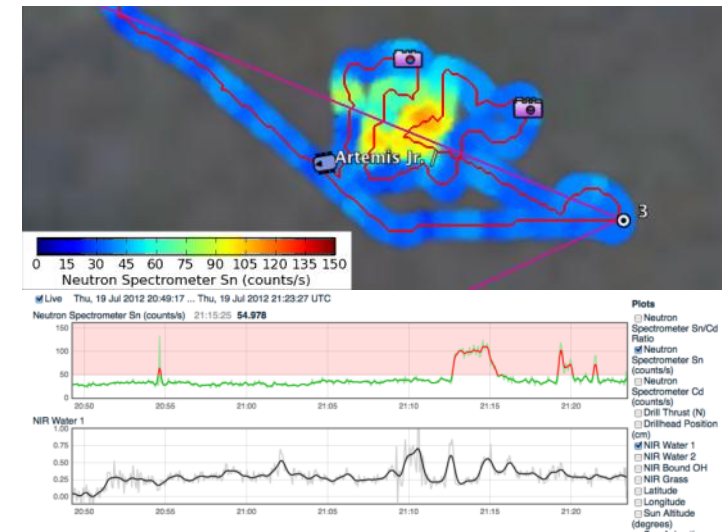 Artemis Jr. /
3
0 15 30 45 60 75 90 105 120 135 150
Neutron Spectrometer Sn (counts/s)
Live Thu, 19 Jul 2012 20:49:17 ... Thu, 19 Jul 2012 21:23:27 UTC
Neutron Spectrometer Sn (counts/s) 21:15:25 54.978
150
100
50
0
20:50 20:55 21:00 21:05 21:10 21:15 21:20
NIR Water 1
1.00
0.75
0.50
0.25
0.00
20:50 20:55 21:00 21:05 21:10 21:15 21:20
Plots
Neutron
Spectrometer Sn/Cd
Ratio
Neutron
Spectrometer Sn
(counts/s)
Neutron
Spectrometer Cd
(counts/s)
Drill Thrust (N)
Drillhead Position
(cm)
NIR Water 1
NIR Water 2
NIR Bound OH
NIR Grass
Latitude
Longitude
Sun Altitude
(degrees)